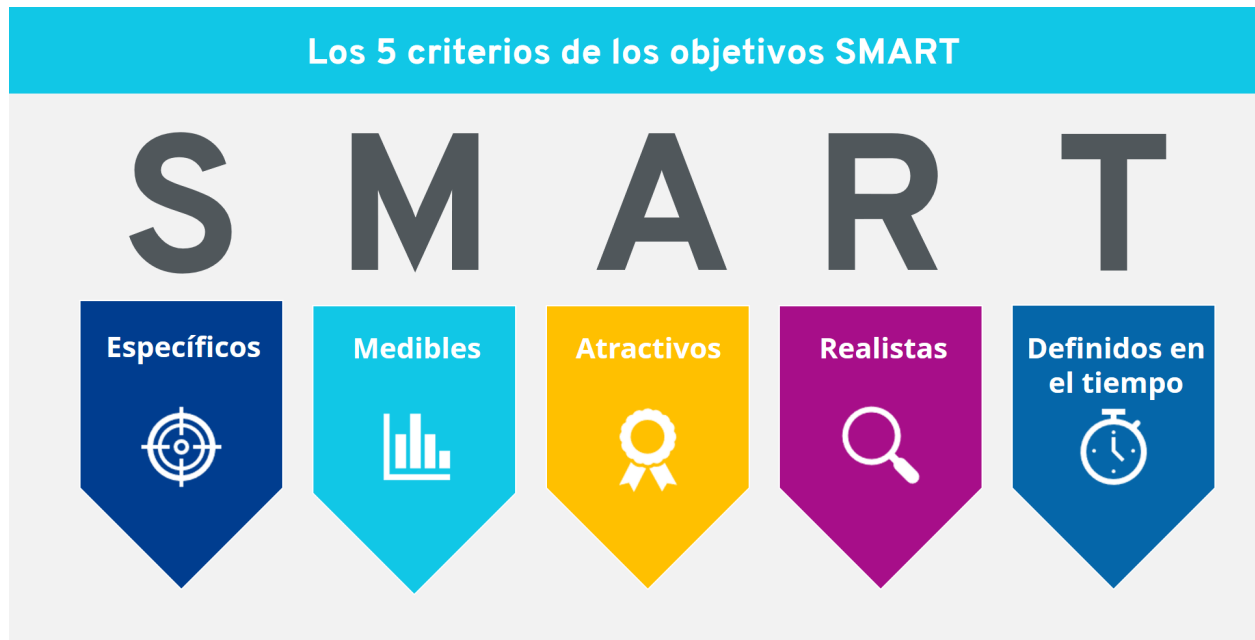 Los 5 criterios de los objetivos SMART
S M A R T
Específicos
Medibles
Atractivos
Realistas
Definidos en
el tiempo